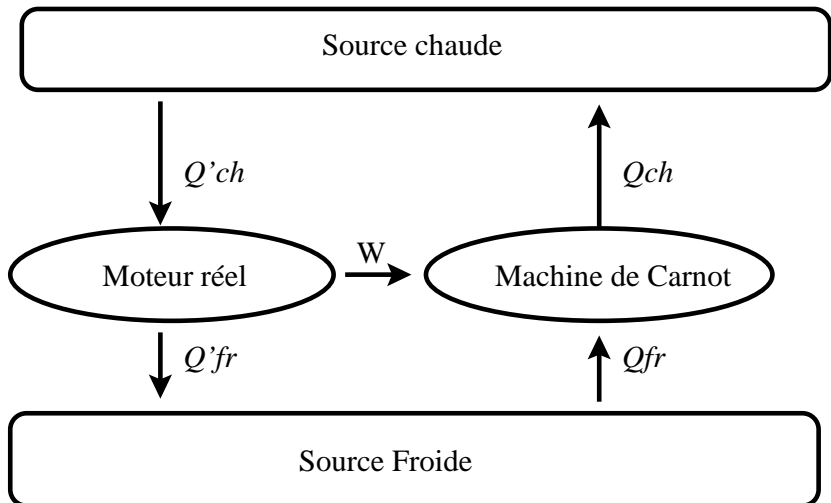 Source chaude
Q’ch
Qch
Moteur réel
W
Machine de Carnot
Q’fr
Qfr
Source Froide